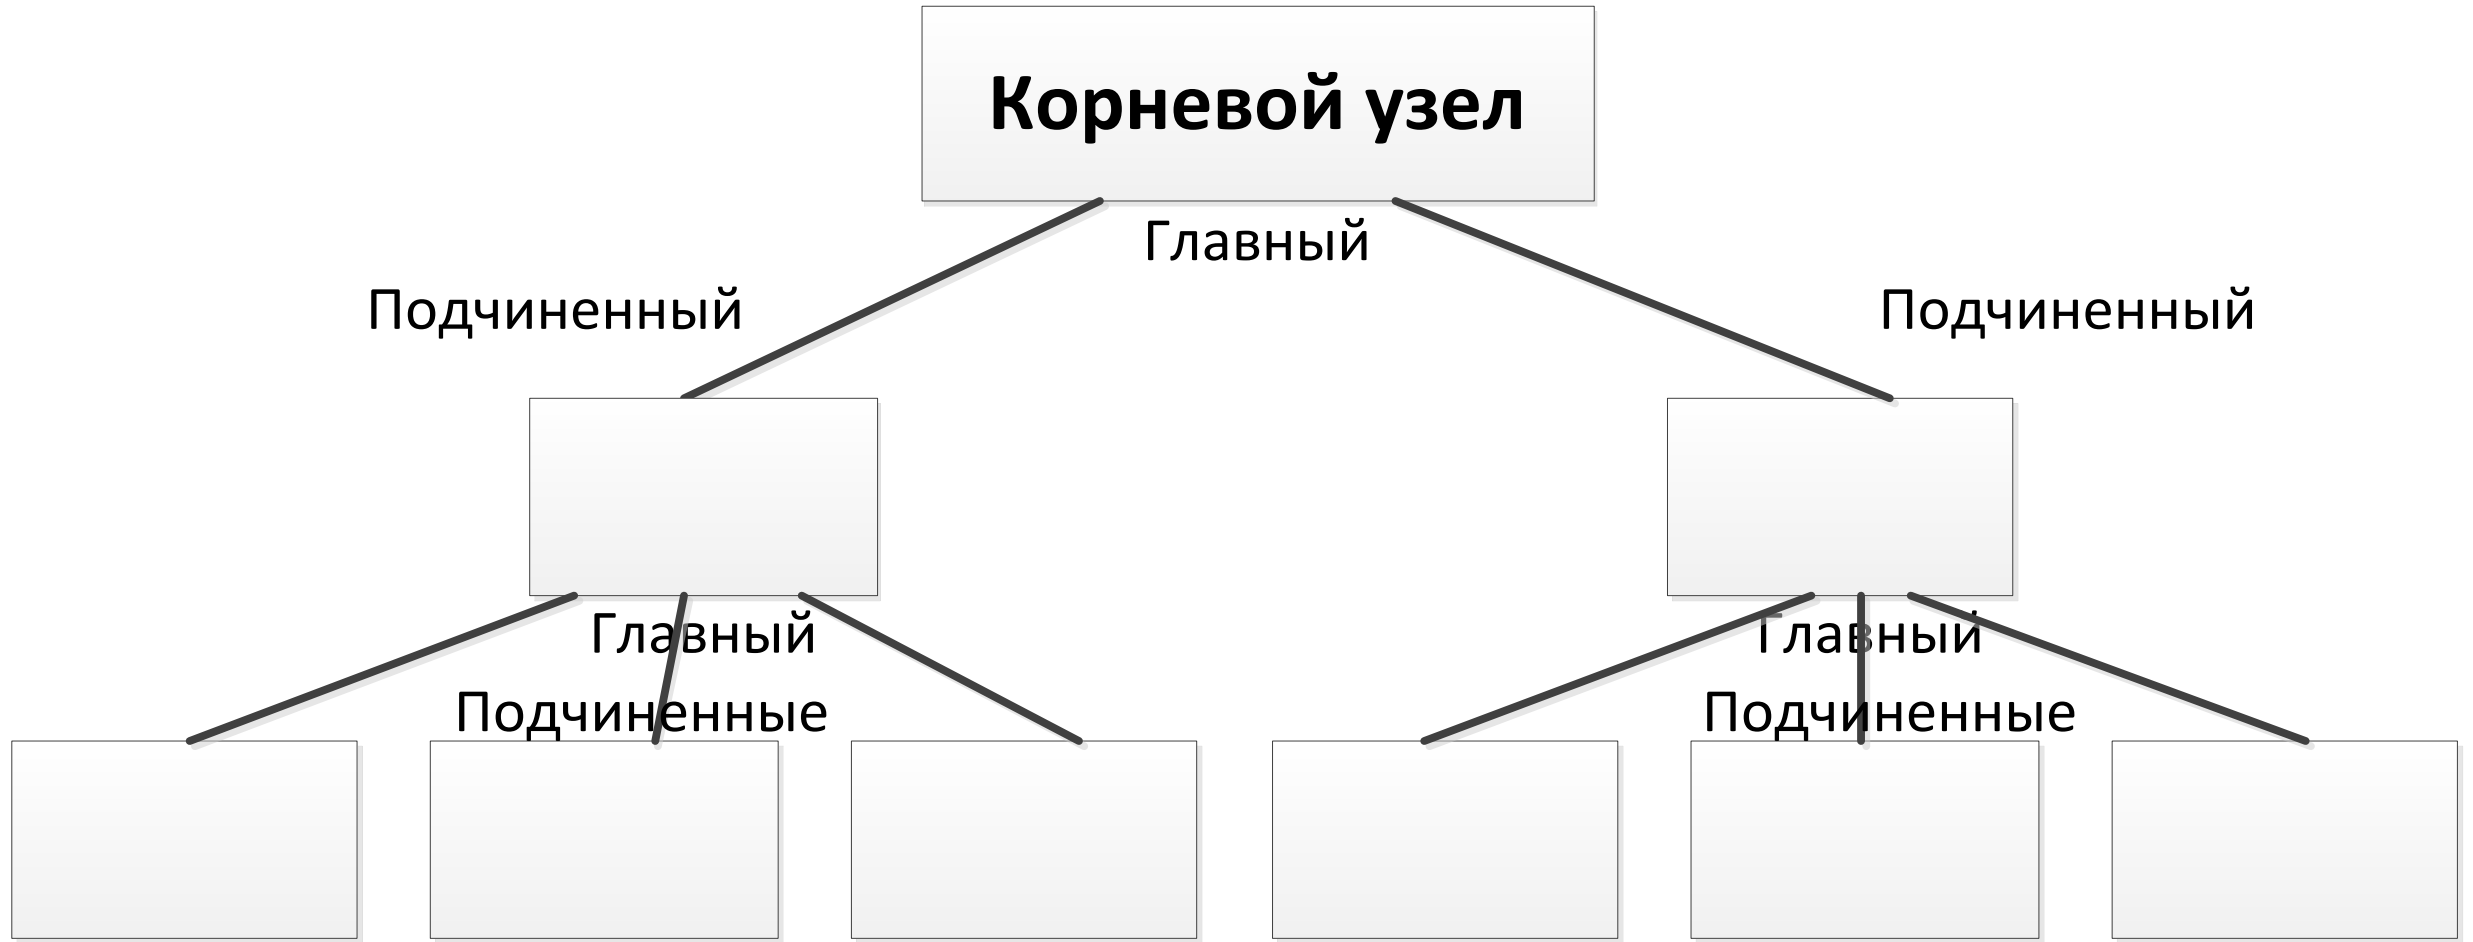 Корневой узел
Главный
Подчиненный
Подчиненный
Главный
Главный
Подчиненные
Подчиненные